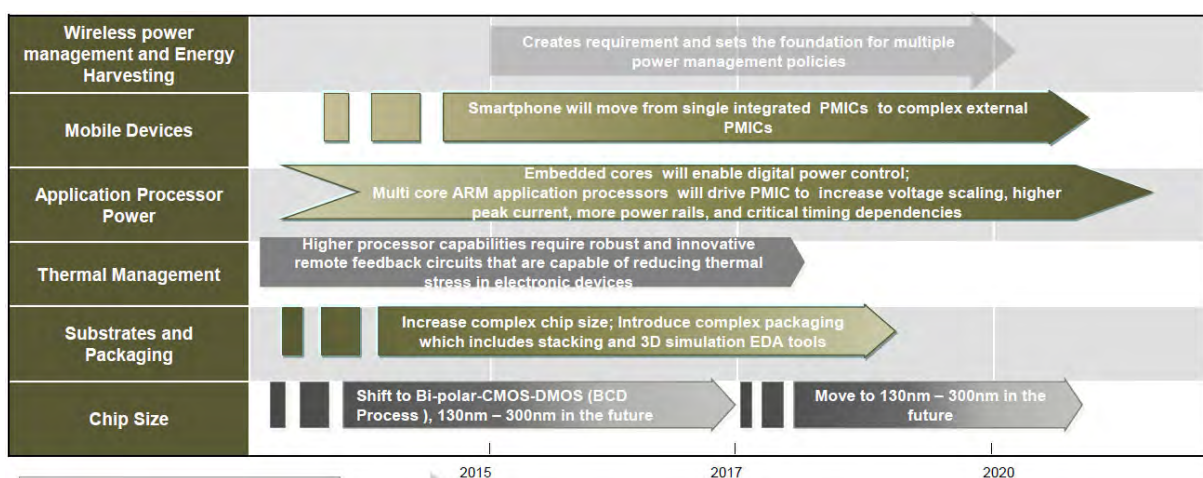 Wireless power
management and Energy
Harvesting
Creates requirement and sets the foundation for multiple
power management policies
Mobile Devices
Smartphone will move from single integrated PMICs to complex external
PMICs
Application Processor
Power
Embedded cores will enable digital power control;
Multi core ARM application processors will drive PMIC to increase voltage scaling, higher
peak current, more power rails, and critical timing dependencies
Thermal Management
Higher processor capabilities require robust and innovative
remote feedback circuits that are capable of reducing thermal
stress in electronic devices
Substrates and
Packaging
Increase complex chip size; Introduce complex packaging
which includes stacking and 3D simulation EDA tools
Chip Size
Shift to Bi-polar-CMOS-DMOS (BCD
Process ), 130nm – 300nm in the future
Move to 130nm – 300nm in the
future
2015
2017
2020